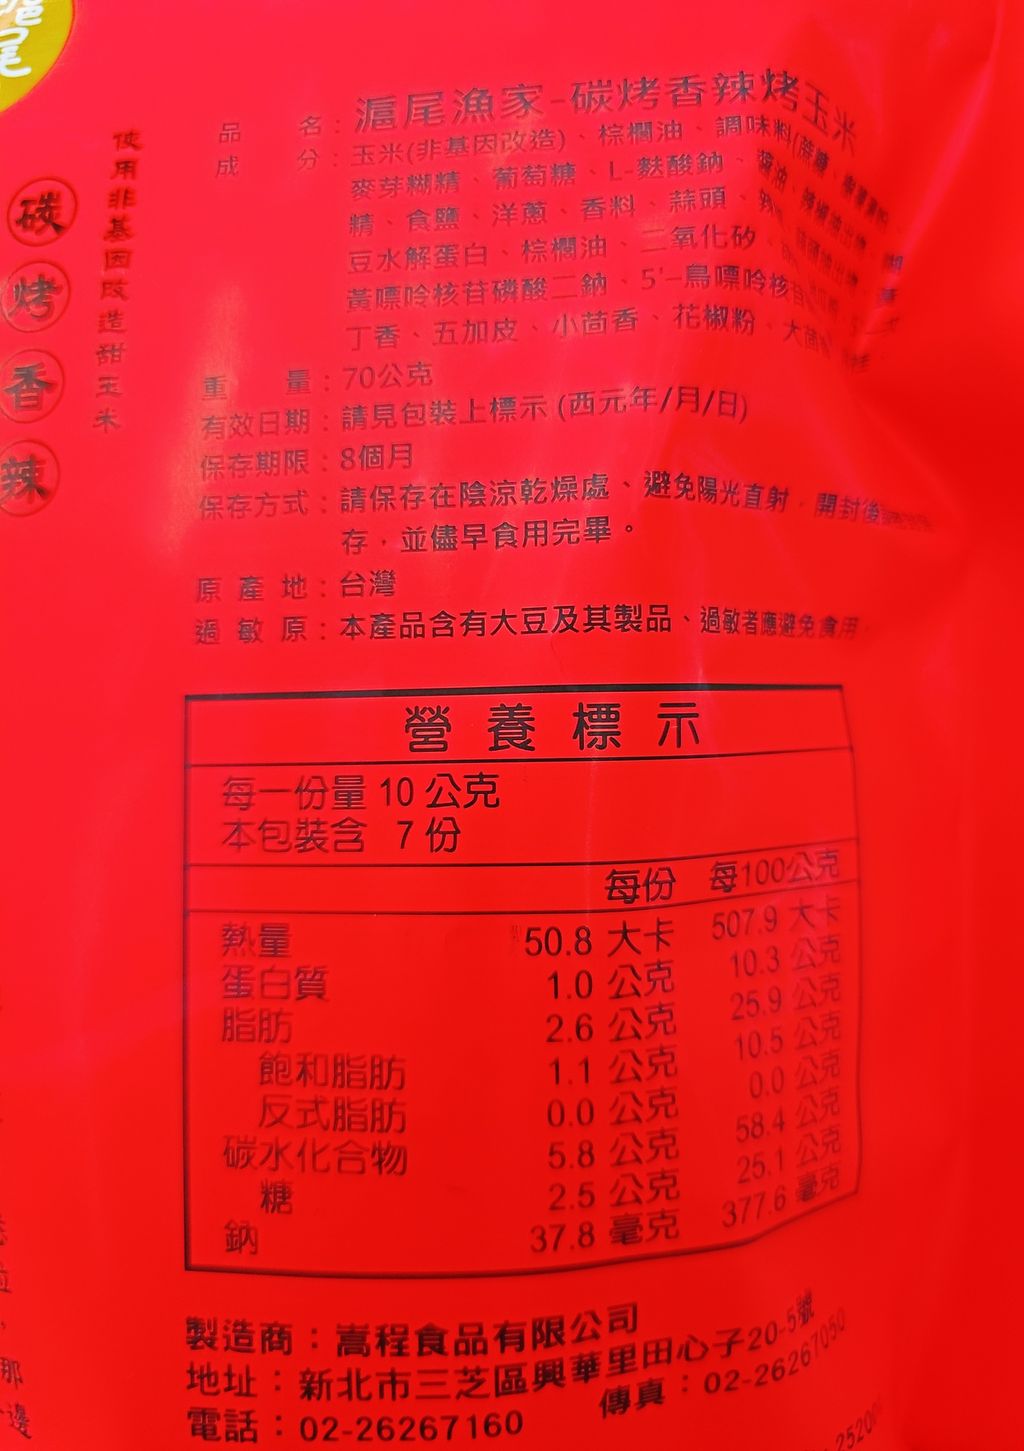 滬尾
碳烤香辣
使用非基因改造甜玉米
品名：滬尾漁家-碳烤香辣烤玉米
成分：玉米(非基因改造)、棕櫚油、調味料(蔗糖、
麥芽糊精、葡萄糖、L-麩酸鈉、醬油、
精、食鹽、洋蔥、香料、蒜頭、
豆水解蛋白、棕櫚油、二氧化矽、
黃嘌呤核苷磷酸二鈉、5'-鳥嘌呤核苷
丁香、五加皮、小茴香、花椒粉、大茴
重量：70公克
有效日期：請見包裝上標示 (西元年/月/日)
保存期限：8個月
保存方式：請保存在陰涼乾燥處、避免陽光直射，開封後
存，並儘早食用完畢。
原產地：台灣
過敏原：本產品含有大豆及其製品、過敏者應避免食用。
營養標示
每一份量 10 公克
本包裝含 7 份
每份 每100公克
熱量 50.8 大卡 507.9 大卡
蛋白質 1.0 公克 10.3 公克
脂肪 2.6 公克 25.9 公克
飽和脂肪 1.1 公克 10.5 公克
反式脂肪 0.0 公克 0.0 公克
碳水化合物 5.8 公克 58.4 公克
糖 2.5 公克 25.1 公克
鈉 37.8 毫克 377.6 毫克
製造商：嵩程食品有限公司
地址：新北市三芝區興華里田心子20-5號
電話：02-26267160 傳真：02-26267050
那
邊